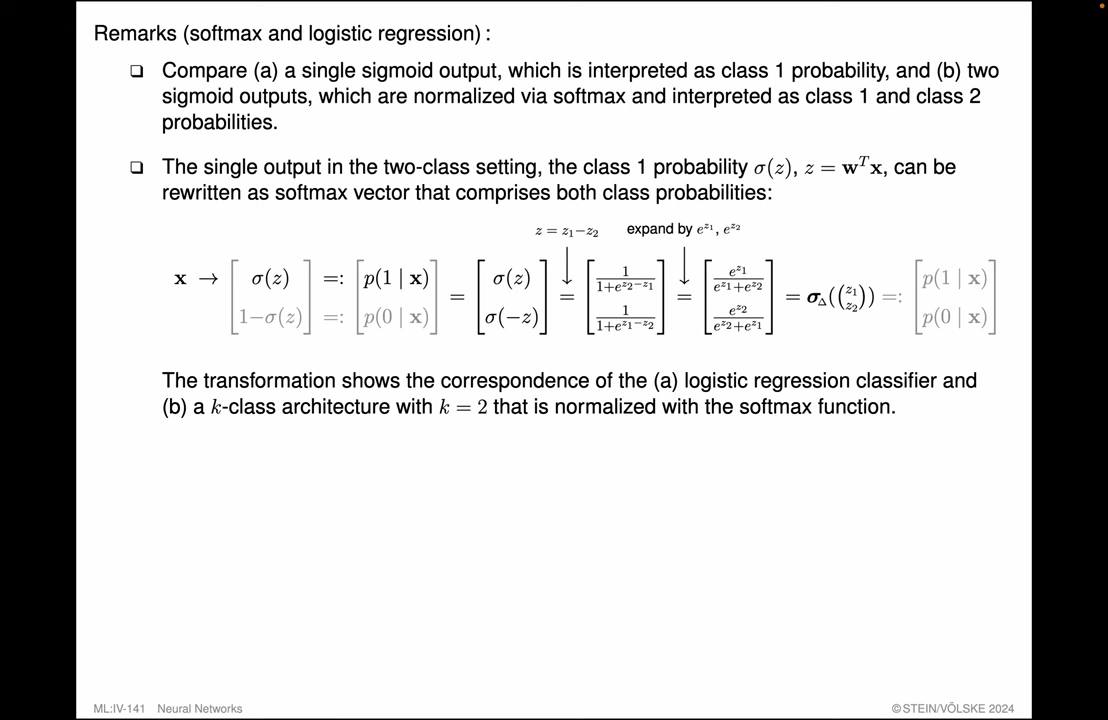 Remarks (softmax and logistic regression) :
❑ Compare (a) a single sigmoid output, which is interpreted as class 1 probability, and (b) two
sigmoid outputs, which are normalized via softmax and interpreted as class 1 and class 2
probabilities.
❑ The single output in the two-class setting, the class 1 probability σ(z), z = w^T x, can be
rewritten as softmax vector that comprises both class probabilities:
z = z₁−z₂ expand by e^{z₁}, e^{z₂}
x → [σ(z); 1−σ(z)] =: =: [p(1 | x); p(0 | x)] = [σ(z); σ(−z)] = [1/(1+e^{z₂−z₁}); 1/(1+e^{z₁−z₂})] = [e^{z₁}/(e^{z₁}+e^{z₂}); e^{z₂}/(e^{z₂}+e^{z₁})] = σ_Δ((z₁ z₂)) =: [p(1 | x); p(0 | x)]
The transformation shows the correspondence of the (a) logistic regression classifier and
(b) a k-class architecture with k = 2 that is normalized with the softmax function.
ML:IV-141 Neural Networks ©STEIN/VÖLSKE 2024